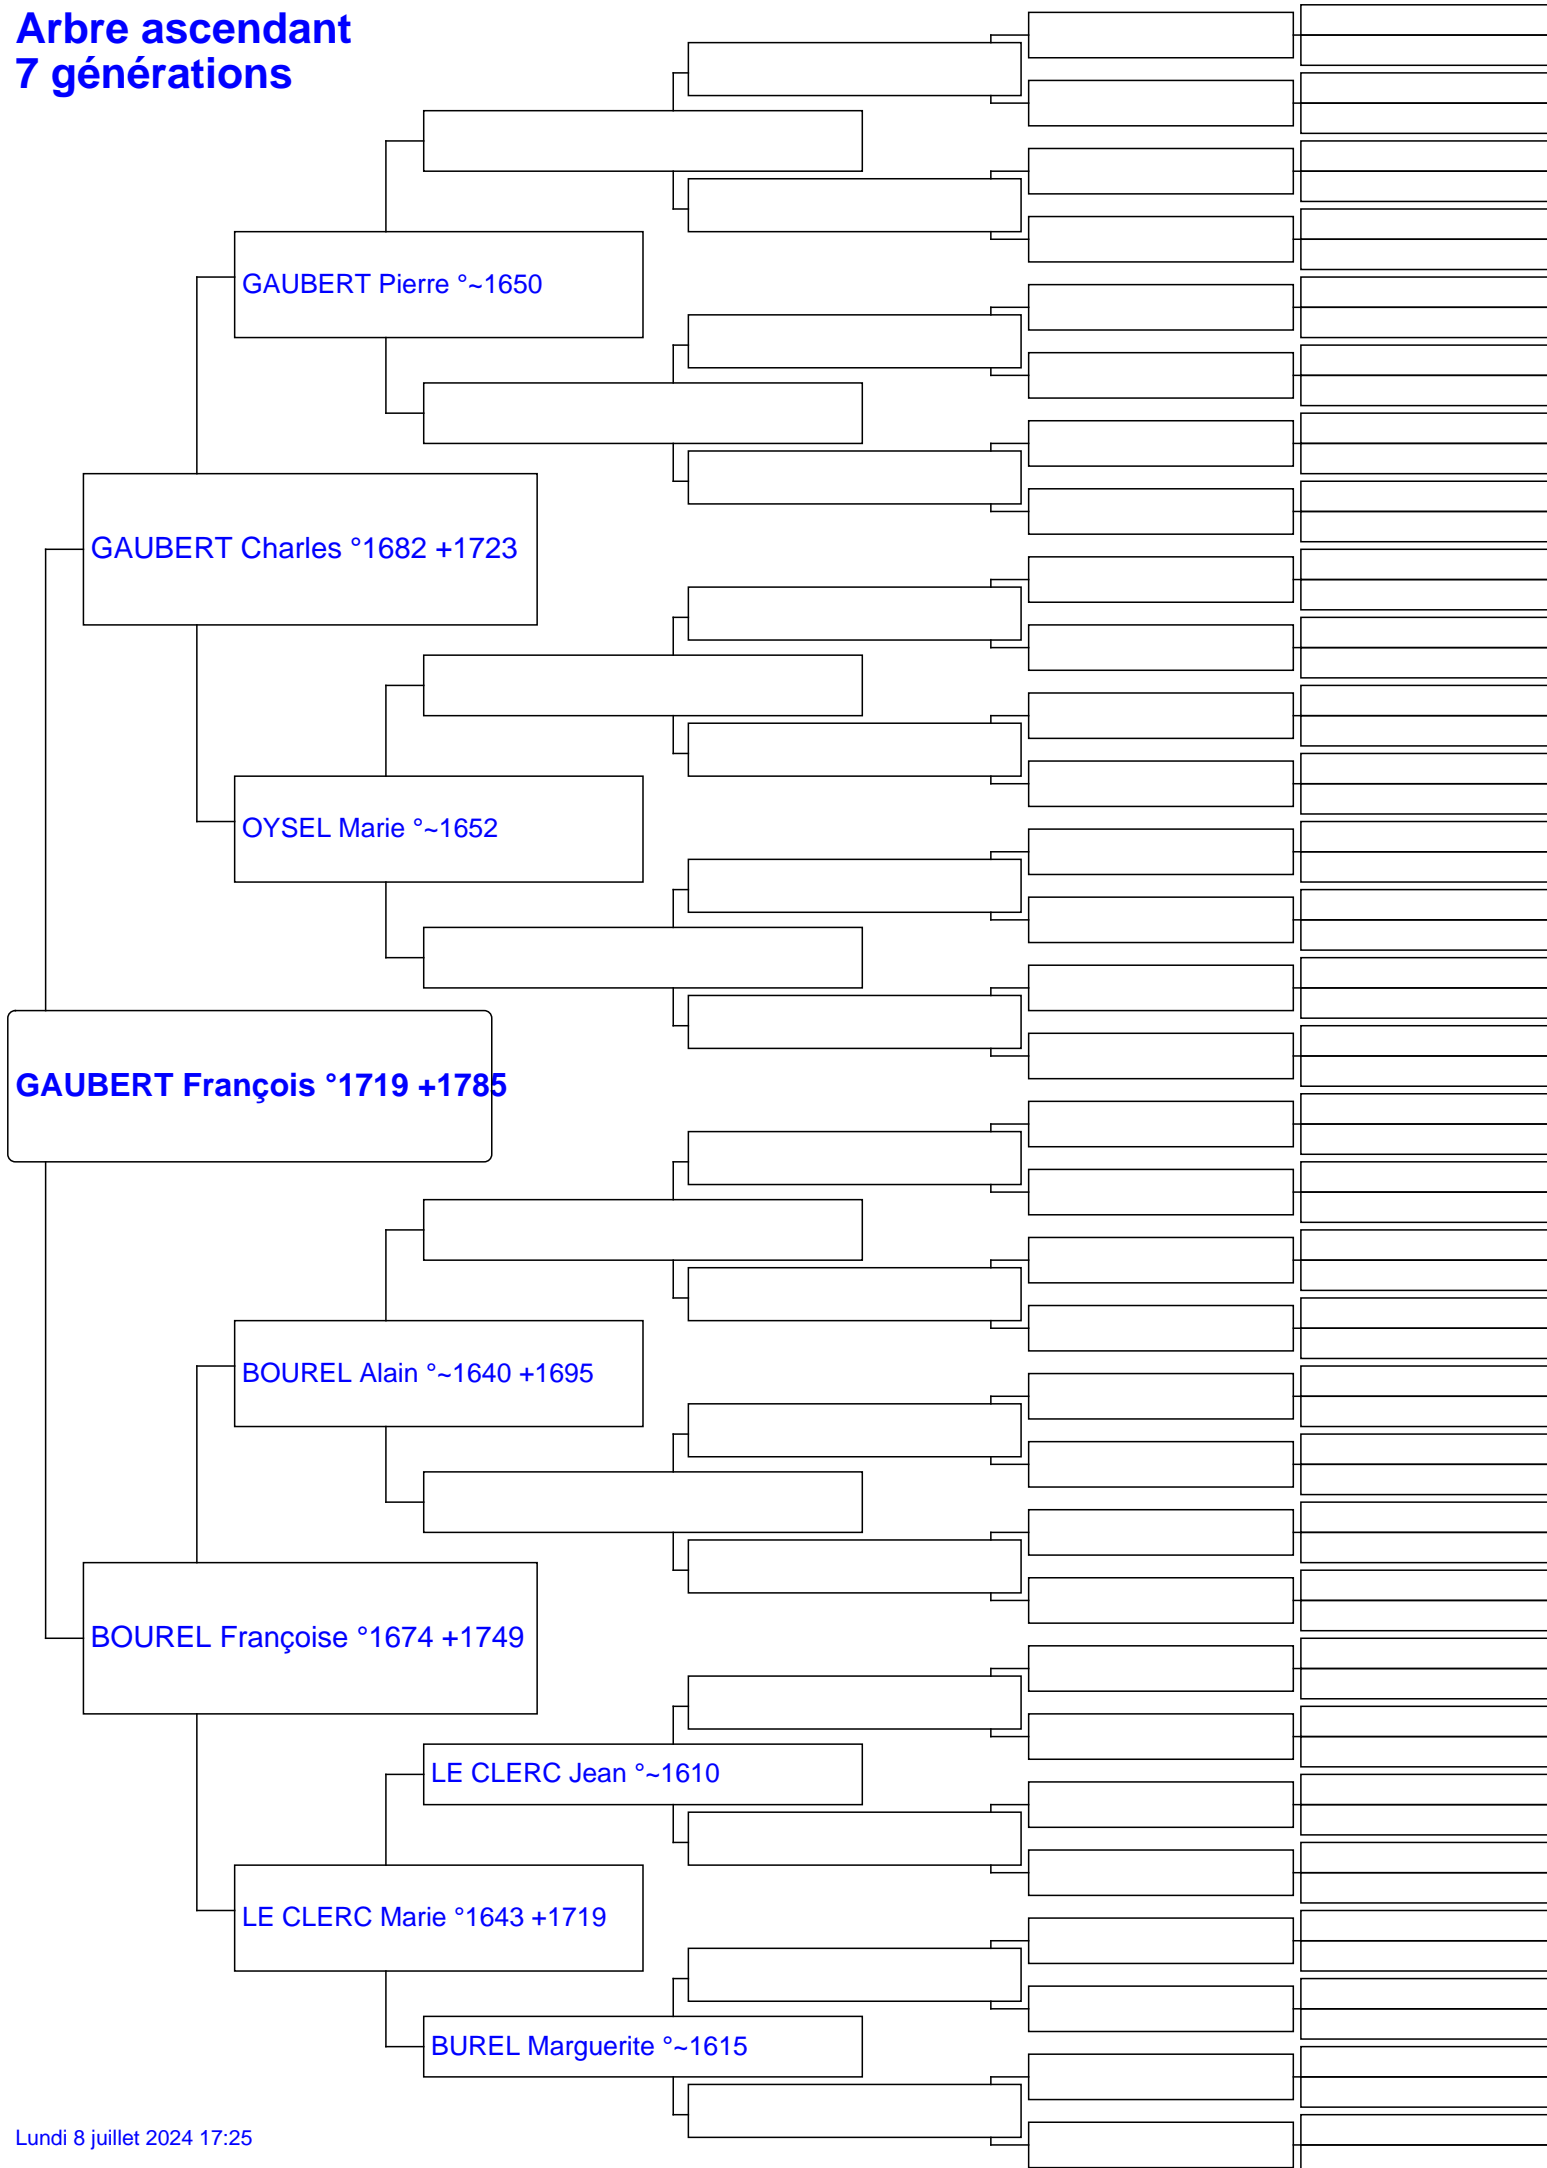 Arbre ascendant
7 générations
GAUBERT Pierre °~1650
GAUBERT Charles °1682 +1723
OYSEL Marie °~1652
GAUBERT François °1719 +1785
BOUREL Alain °~1640 +1695
BOUREL Françoise °1674 +1749
LE CLERC Jean °~1610
LE CLERC Marie °1643 +1719
BUREL Marguerite °~1615
Lundi 8 juillet 2024 17:25